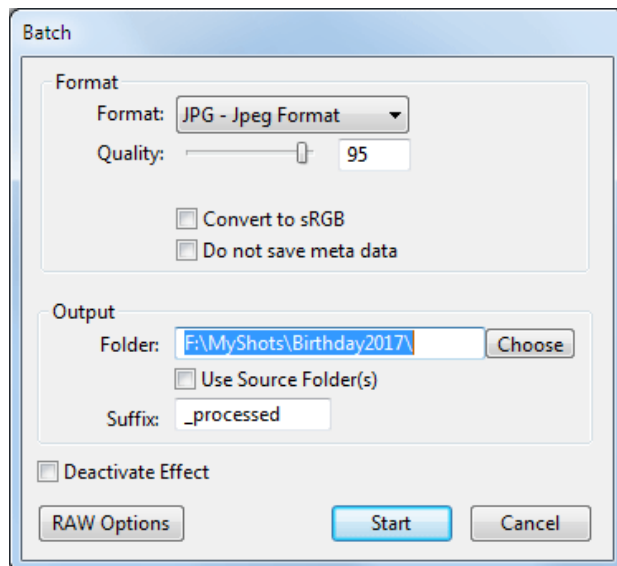 Batch
Format
Format: JPG - Jpeg Format
Quality: 95
Convert to sRGB
Do not save meta data
Output
Folder: F:\MyShots\Birthday2017\ Choose
Use Source Folder(s)
Suffix: _processed
Deactivate Effect
RAW Options Start Cancel